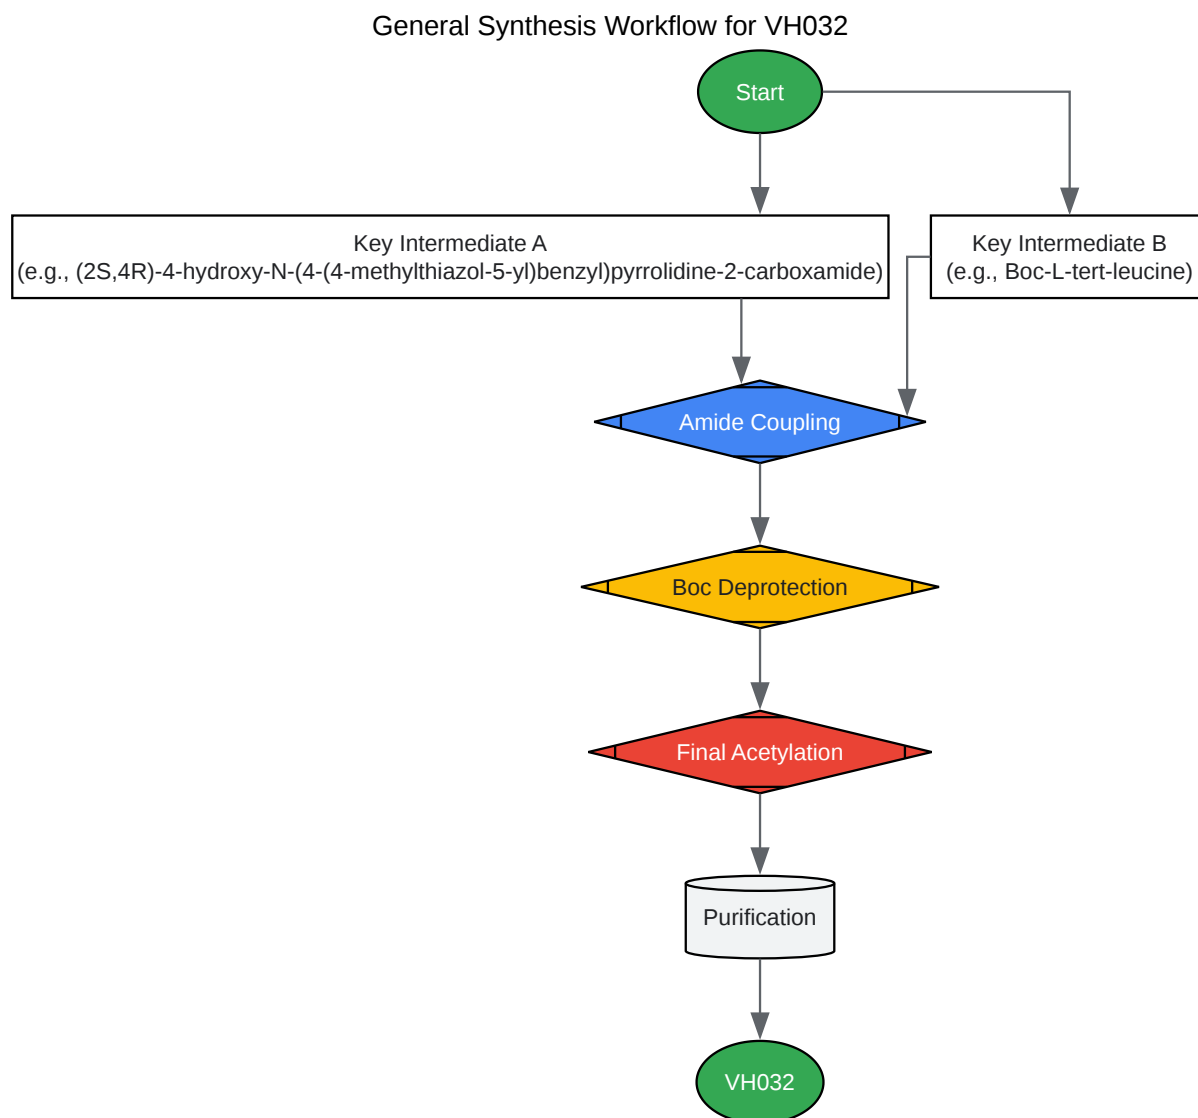 General Synthesis Workflow for VH032
Start
Key Intermediate A
(e.g., (2S,4R)-4-hydroxy-N-(4-(4-methylthiazol-5-yl)benzyl)pyrrolidine-2-carboxamide)
Key Intermediate B
(e.g., Boc-L-tert-leucine)
Amide Coupling
Boc Deprotection
Final Acetylation
Purification
VH032